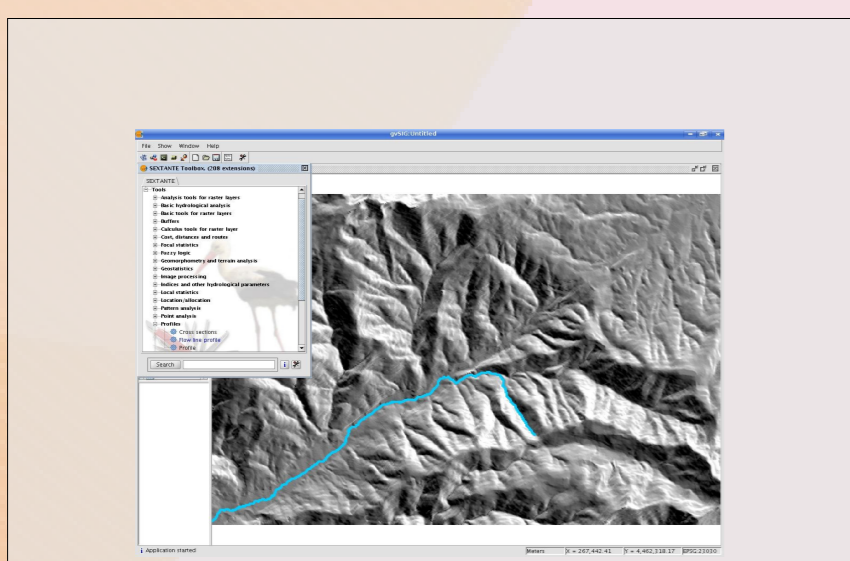 gvSIG:Untitled
File Show Window Help
SEXTANTE Toolbox. (208 extensions)
SEXTANTE
Tools
Analysis tools for raster layers
Basic hydrological analysis
Basic tools for raster layers
Buffers
Calculus tools for raster layer
Cost, distances and routes
Focal statistics
Fuzzy logic
Geomorphometry and terrain analysis
Geostatistics
Image processing
Indices and other hydrological parameters
Local statistics
Location/allocation
Pattern analysis
Point analysis
Profiles
Cross sections
Flow line profile
Profile
Search
Application started
Meters X = 267,442.41 Y = 4,462,318.17 EPSG:23030